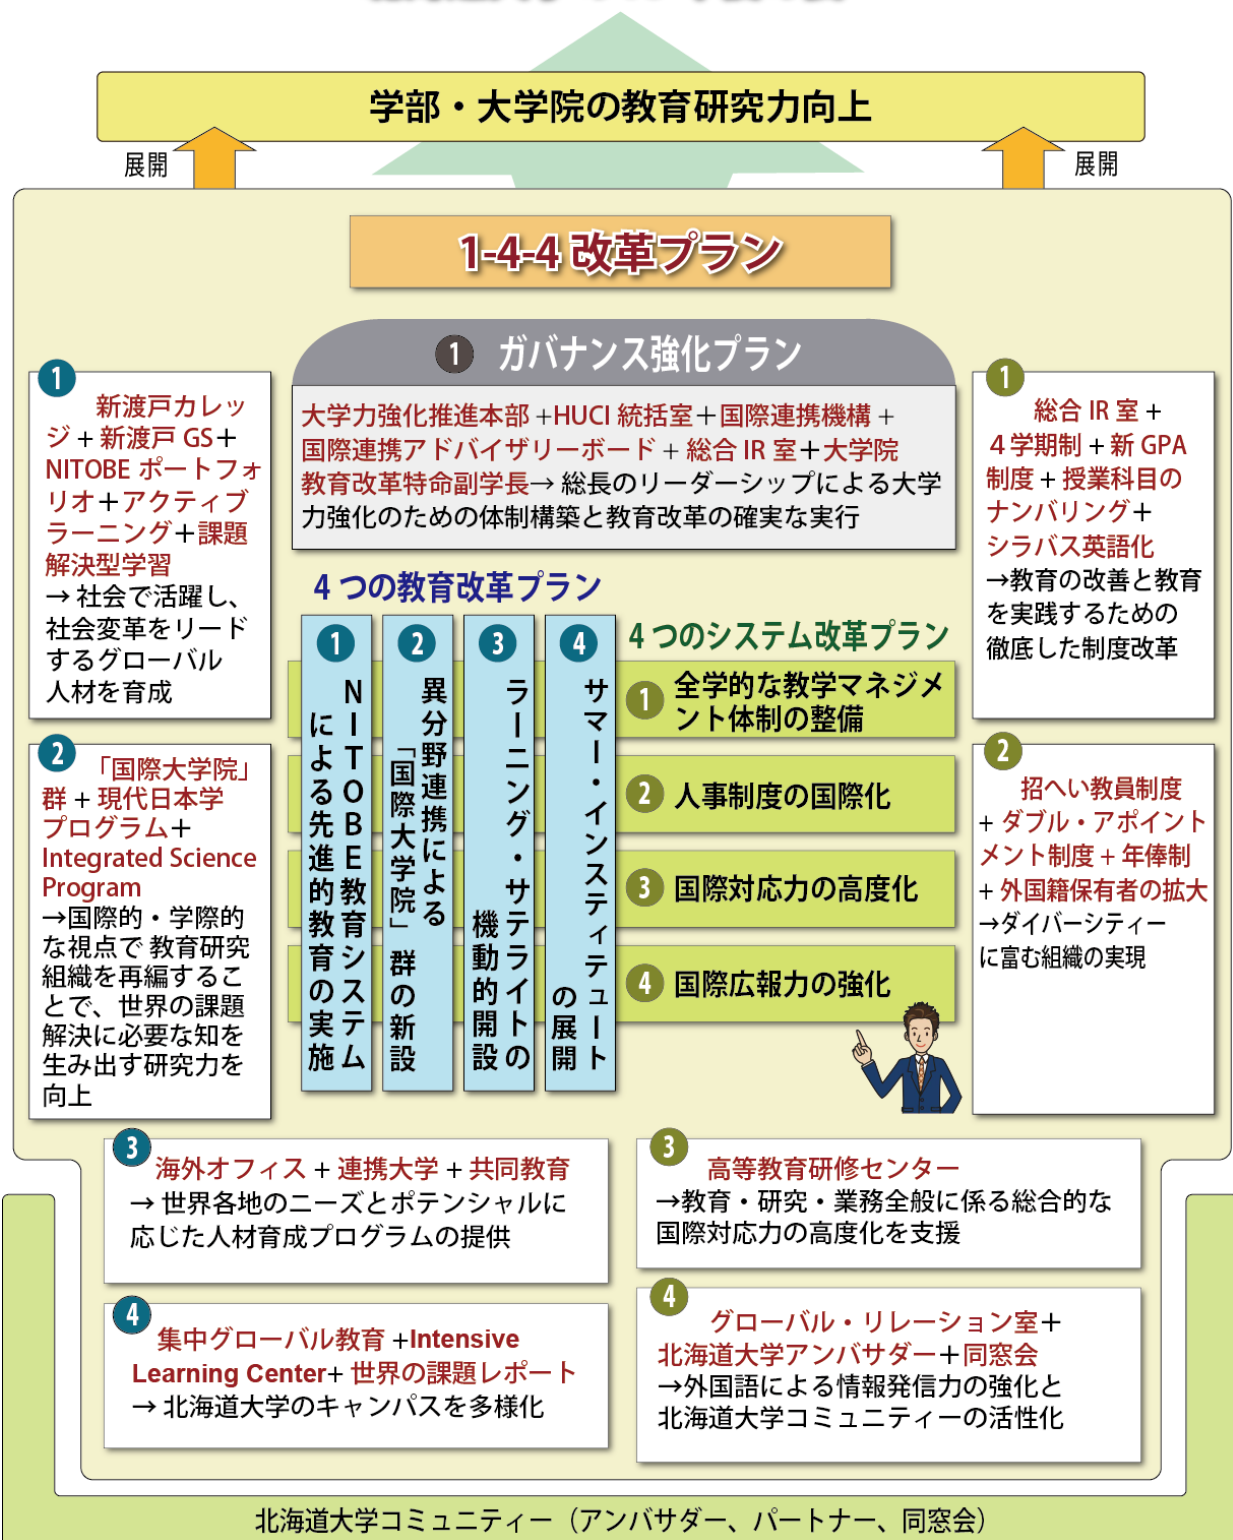 学部・大学院の教育研究力向上
展開
展開
1-4-4 改革プラン
1 ガバナンス強化プラン
大学力強化推進本部 +HUCI 統括室+国際連携機構 +
国際連携アドバイザリーボード + 総合 IR 室+大学院
教育改革特命副学長→ 総長のリーダーシップによる大学
力強化のための体制構築と教育改革の確実な実行
1
新渡戸カレッ
ジ + 新渡戸 GS+
NITOBE ポートフォ
リオ+アクティブ
ラーニング+課題
解決型学習
→ 社会で活躍し、
社会変革をリード
するグローバル
人材を育成
2
「国際大学院」
群 + 現代日本学
プログラム+
Integrated Science
Program
→国際的・学際的
な視点で 教育研究
組織を再編するこ
とで、世界の課題
解決に必要な知を
生み出す研究力を
向上
4 つの教育改革プラン
1
NITOBE教育システム
による先進的教育の実施
2
異分野連携による
「国際大学院」群の新設
3
ラーニング・サテライトの
機動的開設
4
サマー・インスティテュート
の展開
4 つのシステム改革プラン
1 全学的な教学マネジメ
ント体制の整備
2 人事制度の国際化
3 国際対応力の高度化
4 国際広報力の強化
1
総合 IR 室 +
４学期制 + 新 GPA
制度 + 授業科目の
ナンバリング+
シラバス英語化
→教育の改善と教育
を実践するための
徹底した制度改革
2
招へい教員制度
+ ダブル・アポイント
メント制度 + 年俸制
+ 外国籍保有者の拡大
→ダイバーシティー
に富む組織の実現
3
海外オフィス + 連携大学 + 共同教育
→ 世界各地のニーズとポテンシャルに
応じた人材育成プログラムの提供
4
集中グローバル教育 +Intensive
Learning Center+ 世界の課題レポート
→ 北海道大学のキャンパスを多様化
3
高等教育研修センター
→教育・研究・業務全般に係る総合的な
国際対応力の高度化を支援
4
グローバル・リレーション室+
北海道大学アンバサダー+同窓会
→外国語による情報発信力の強化と
北海道大学コミュニティーの活性化
北海道大学コミュニティー（アンバサダー、パートナー、同窓会）